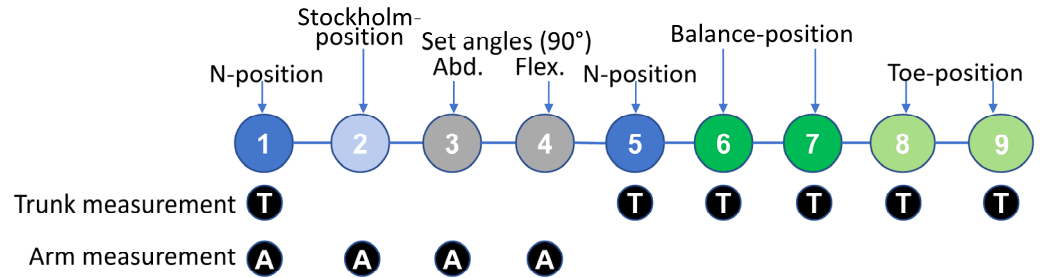 Stockholm-
position
Set angles (90°)
Balance-position
N-position
Abd.
Flex.
N-position
Toe-position
1 2 3 4 5 6 7 8 9
Trunk measurement T T T T T T
Arm measurement A A A A